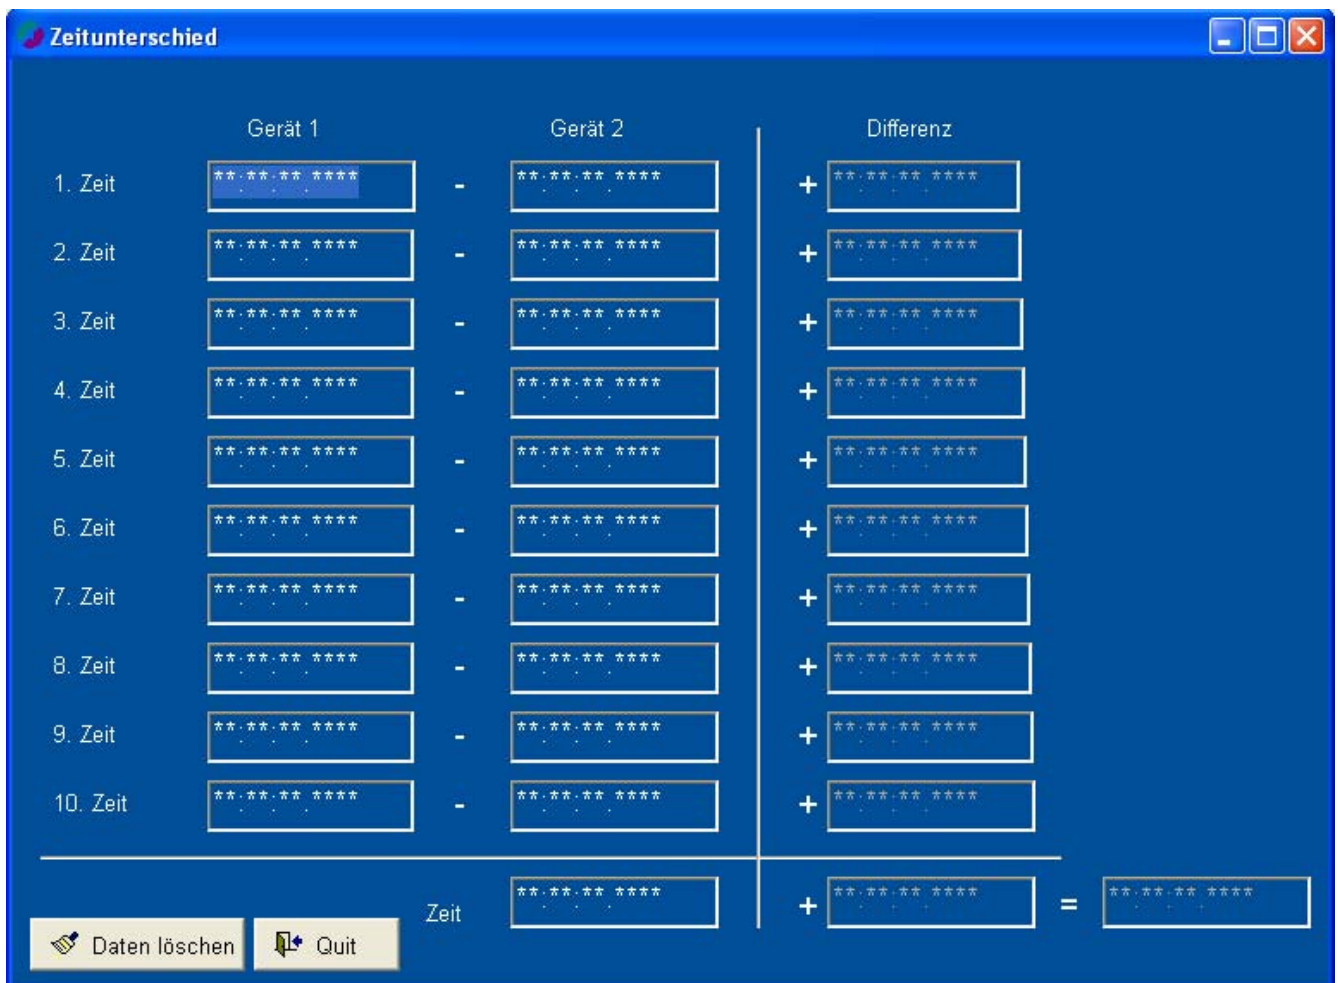 Zeitunterschied
Gerät 1 Gerät 2 Differenz
1. Zeit **:**:**.**** - **:**:**.**** + **:**:**.****
2. Zeit **:**:**.**** - **:**:**.**** + **:**:**.****
3. Zeit **:**:**.**** - **:**:**.**** + **:**:**.****
4. Zeit **:**:**.**** - **:**:**.**** + **:**:**.****
5. Zeit **:**:**.**** - **:**:**.**** + **:**:**.****
6. Zeit **:**:**.**** - **:**:**.**** + **:**:**.****
7. Zeit **:**:**.**** - **:**:**.**** + **:**:**.****
8. Zeit **:**:**.**** - **:**:**.**** + **:**:**.****
9. Zeit **:**:**.**** - **:**:**.**** + **:**:**.****
10. Zeit **:**:**.**** - **:**:**.**** + **:**:**.****
Zeit **:**:**.**** + **:**:**.**** = **:**:**.****
Daten löschen Quit